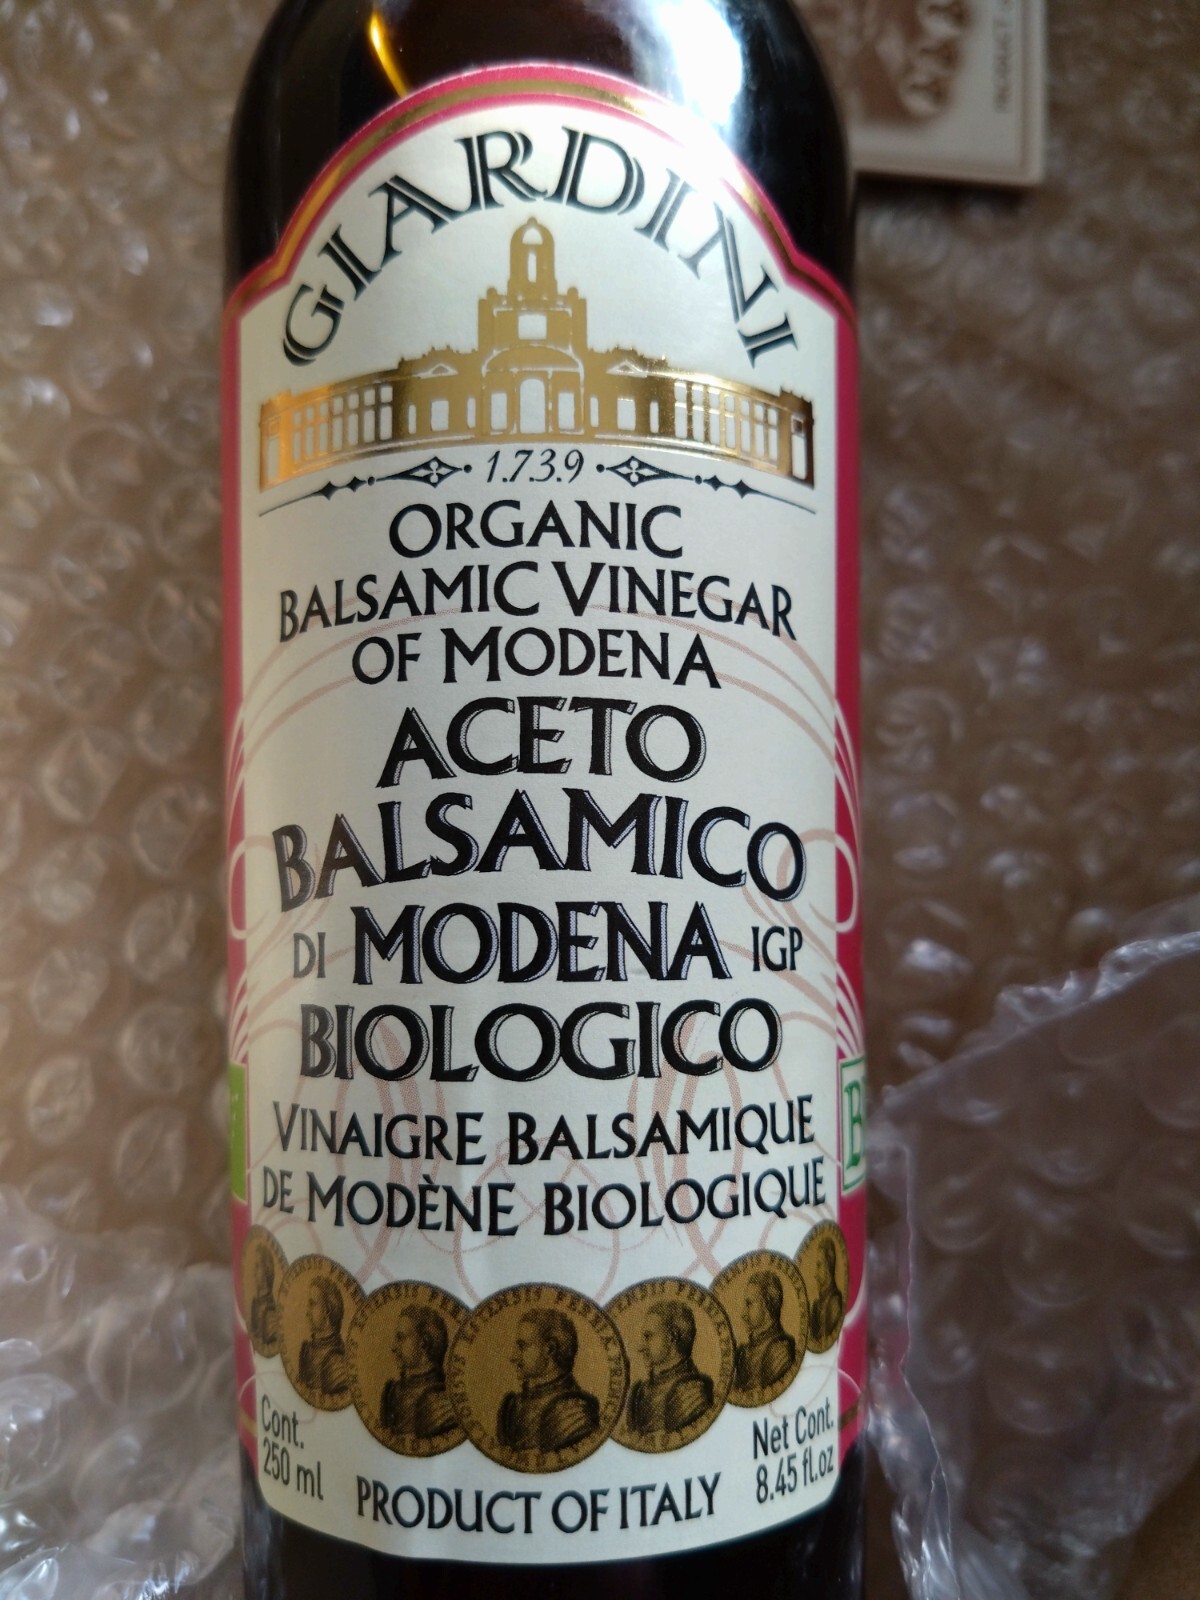 GIARDINI
1.7.3.9
ORGANIC
BALSAMIC VINEGAR
OF MODENA
ACETO
BALSAMICO
DI MODENA IGP
BIOLOGICO
VINAIGRE BALSAMIQUE
DE MODÈNE BIOLOGIQUE
Cont.
250 ml
PRODUCT OF ITALY
Net Cont.
8.45 fl.oz